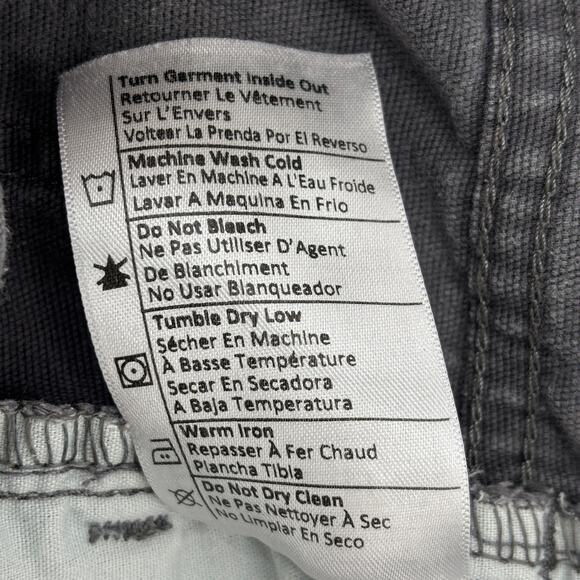 Turn Garment Inside Out
Retourner Le Vêtement
Sur L'Envers
Voltear La Prenda Por El Reverso
Machine Wash Cold
Laver En Machine A L'Eau Froide
Lavar A Maquina En Frio
Do Not Bleach
Ne Pas Utiliser D'Agent
De Blanchiment
No Usar Blanqueador
Tumble Dry Low
Sécher En Machine
À Basse Température
Secar En Secadora
A Baja Temperatura
Warm Iron
Repasser À Fer Chaud
Plancha Tibia
Do Not Dry Clean
Ne Pas Nettoyer À Sec
No Limpiar En Seco